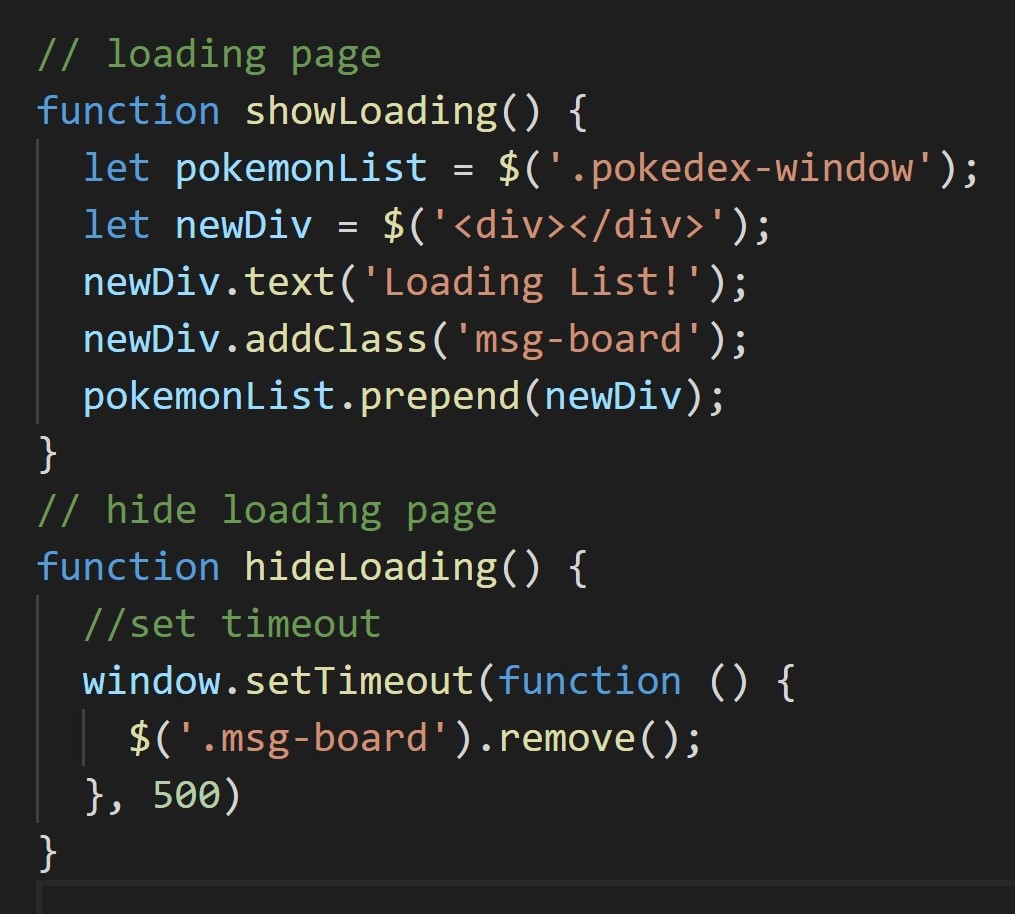 // loading page
function showLoading() {
  let pokemonList = $('.pokedex-window');
  let newDiv = $('<div></div>');
  newDiv.text('Loading List!');
  newDiv.addClass('msg-board');
  pokemonList.prepend(newDiv);
}
// hide loading page
function hideLoading() {
  //set timeout
  window.setTimeout(function () {
    $('.msg-board').remove();
  }, 500)
}